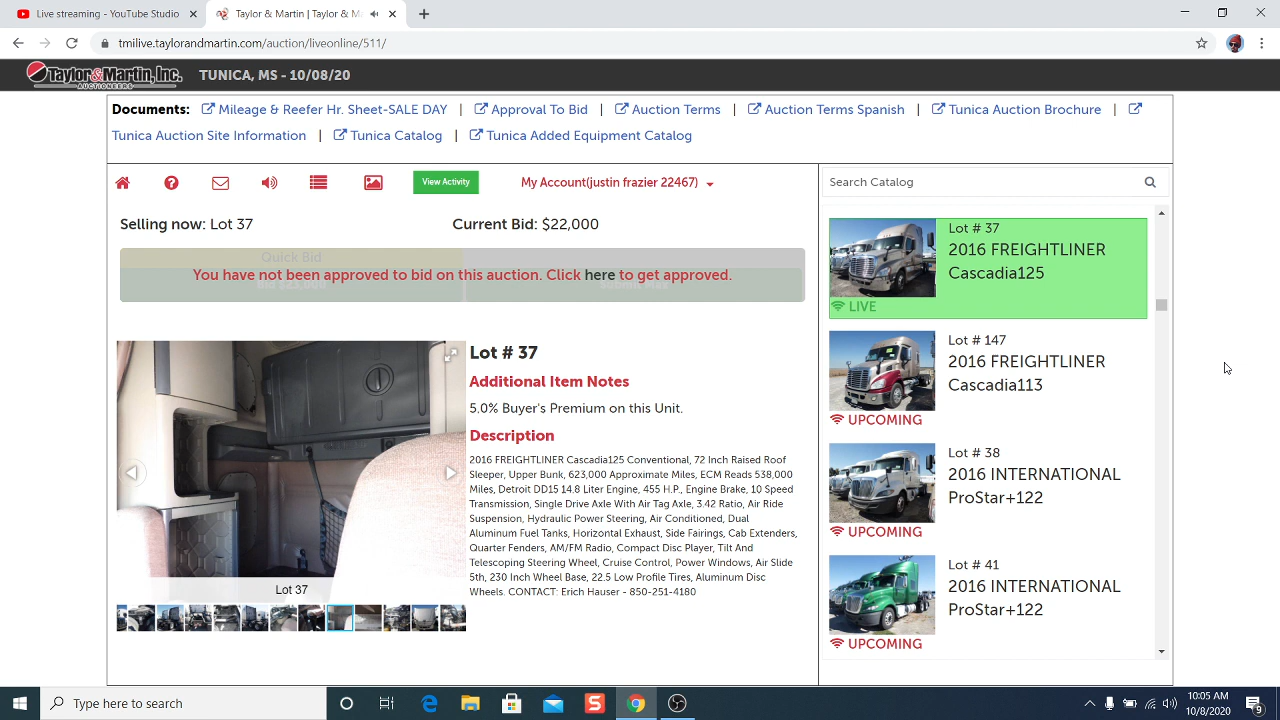 Live streaming - YouTube Studio
Taylor & Martin | Taylor & M
tmlive.taylorandmartin.com/auction/liveonline/511/
Taylor & Martin, Inc.
AUCTIONEERS
TUNICA, MS - 10/08/20
Documents: Mileage & Reefer Hr. Sheet-SALE DAY | Approval To Bid | Auction Terms | Auction Terms Spanish | Tunica Auction Brochure |
Tunica Auction Site Information | Tunica Catalog | Tunica Added Equipment Catalog
View Activity
My Account(justin frazier 22467)
Selling now: Lot 37
Current Bid: $22,000
Quick Bid
You have not been approved to bid on this auction. Click here to get approved.
Submit Max
Lot 37
Lot # 37
Additional Item Notes
5.0% Buyer's Premium on this Unit.
Description
2016 FREIGHTLINER Cascadia125 Conventional, 72 Inch Raised Roof
Sleeper, Upper Bunk, 623,000 Approximate Miles, ECM Reads 538,000
Miles, Detroit DD15 14.8 Liter Engine, 455 H.P., Engine Brake, 10 Speed
Transmission, Single Drive Axle With Air Tag Axle, 3.42 Ratio, Air Ride
Suspension, Hydraulic Power Steering, Air Conditioned, Dual
Aluminum Fuel Tanks, Horizontal Exhaust, Side Fairings, Cab Extenders,
Quarter Fenders, AM/FM Radio, Compact Disc Player, Tilt And
Telescoping Steering Wheel, Cruise Control, Power Windows, Air Slide
5th, 230 Inch Wheel Base, 22.5 Low Profile Tires, Aluminum Disc
Wheels. CONTACT: Erich Hauser - 850-251-4180
Search Catalog
Lot # 37
2016 FREIGHTLINER
Cascadia125
LIVE
Lot # 147
2016 FREIGHTLINER
Cascadia113
UPCOMING
Lot # 38
2016 INTERNATIONAL
ProStar+122
UPCOMING
Lot # 41
2016 INTERNATIONAL
ProStar+122
UPCOMING
Type here to search
10:05 AM
10/8/2020
9